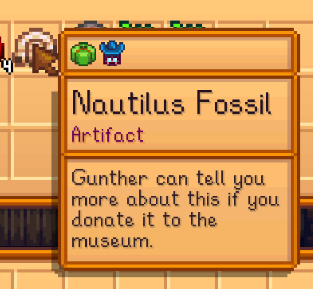 Nautilus Fossil
Artifact
Gunther can tell you
more about this if you
donate it to the
museum.